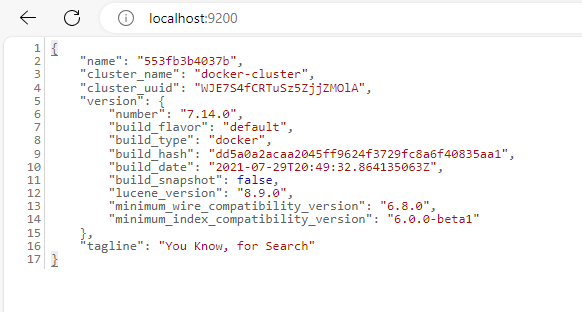 localhost:9200
1 {
2 "name": "553fb3b4037b",
3 "cluster_name": "docker-cluster",
4 "cluster_uuid": "WJE7S4fCRTuSz5ZjjZMOlA",
5 "version": {
6 "number": "7.14.0",
7 "build_flavor": "default",
8 "build_type": "docker",
9 "build_hash": "dd5a0a2acaa2045ff9624f3729fc8a6f40835aa1",
10 "build_date": "2021-07-29T20:49:32.864135063Z",
11 "build_snapshot": false,
12 "lucene_version": "8.9.0",
13 "minimum_wire_compatibility_version": "6.8.0",
14 "minimum_index_compatibility_version": "6.0.0-beta1"
15 },
16 "tagline": "You Know, for Search"
17 }